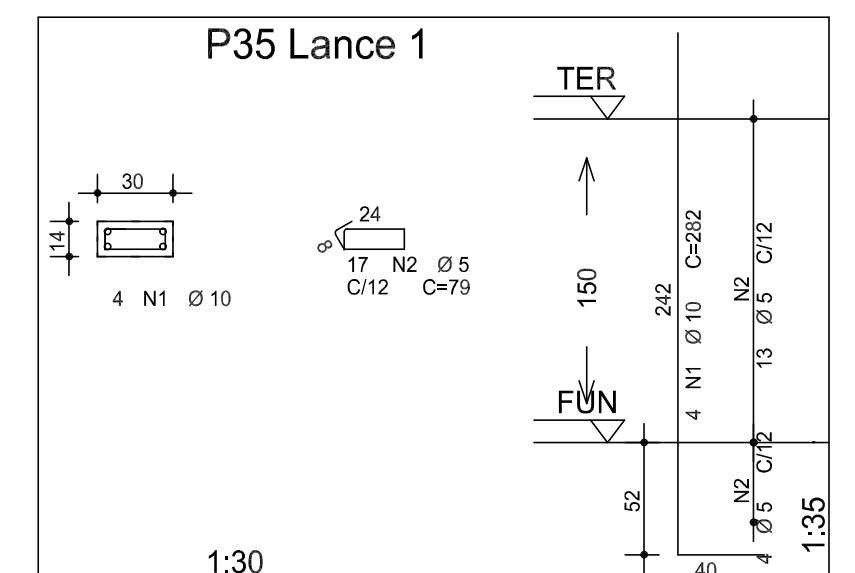 P35 Lance 1
TER
30
14
24
8
17 N2 Ø 5
C/12 C=79
4 N1 Ø 10
150
242
4 N1 Ø 10 C=282
N2
13 Ø 5 C/12
FUN
52
N2
4 Ø 5 C/12
40
1:30
1:35